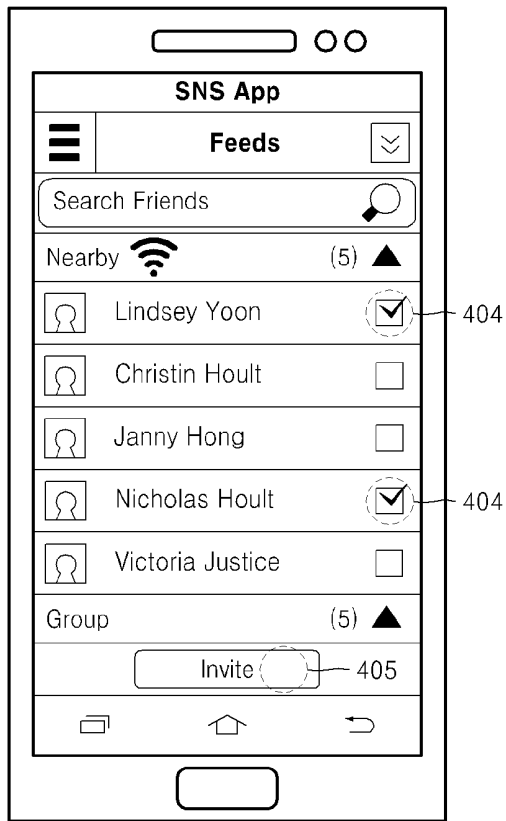 SNS App
Feeds
Search Friends
Nearby (5)
Lindsey Yoon 404
Christin Hoult
Janny Hong
Nicholas Hoult 404
Victoria Justice
Group (5)
Invite 405